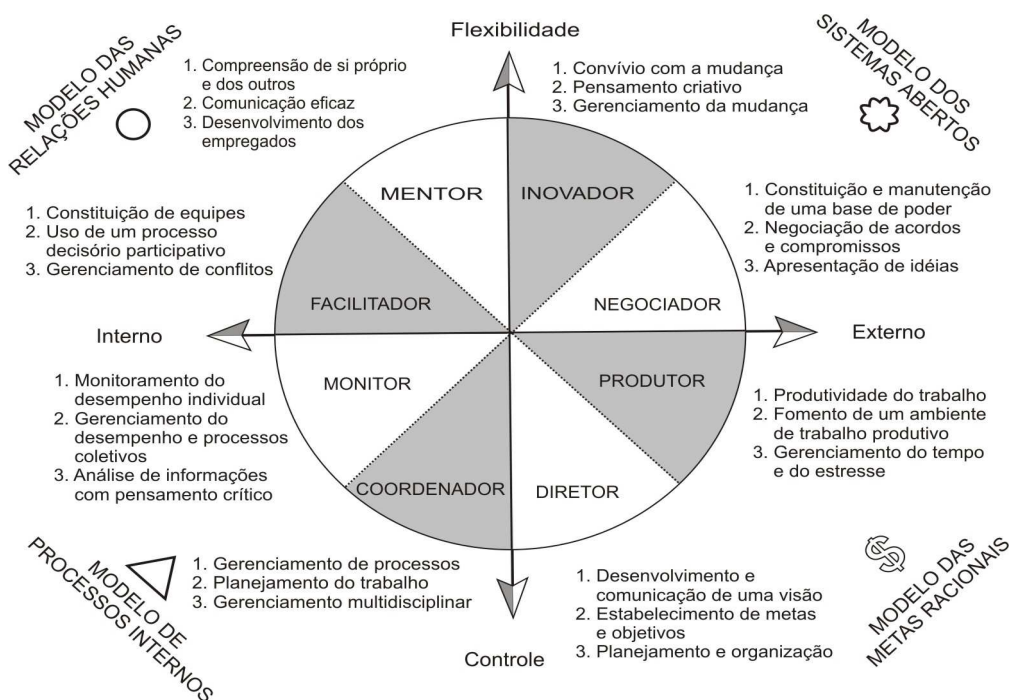 Flexibilidade
MODELO DAS
RELAÇÕES HUMANAS
1. Compreensão de si próprio
e dos outros
2. Comunicação eficaz
3. Desenvolvimento dos
empregados
1. Convívio com a mudança
2. Pensamento criativo
3. Gerenciamento da mudança
MODELO DOS
SISTEMAS ABERTOS
MENTOR
INOVADOR
1. Constituição de equipes
2. Uso de um processo
decisório participativo
3. Gerenciamento de conflitos
1. Constituição e manutenção
de uma base de poder
2. Negociação de acordos
e compromissos
3. Apresentação de idéias
FACILITADOR
NEGOCIADOR
Interno
Externo
MONITOR
PRODUTOR
1. Monitoramento do
desempenho individual
2. Gerenciamento do
desempenho e processos
coletivos
3. Análise de informações
com pensamento crítico
1. Produtividade do trabalho
2. Fomento de um ambiente
de trabalho produtivo
3. Gerenciamento do tempo
e do estresse
COORDENADOR
DIRETOR
MODELO DE
PROCESSOS INTERNOS
1. Gerenciamento de processos
2. Planejamento do trabalho
3. Gerenciamento multidisciplinar
1. Desenvolvimento e
comunicação de uma visão
2. Estabelecimento de metas
e objetivos
3. Planejamento e organização
$
MODELO DAS
METAS RACIONAIS
Controle